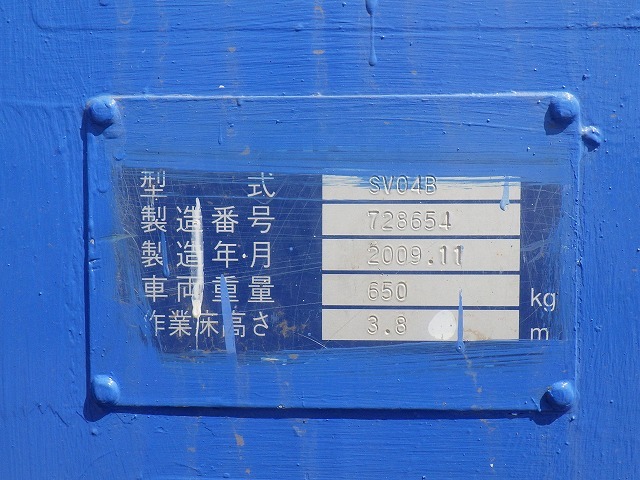 型式 SV04B
製造番号 728654
製造年・月 2009.11
車両重量 650 kg
作業床高さ 3.8 m